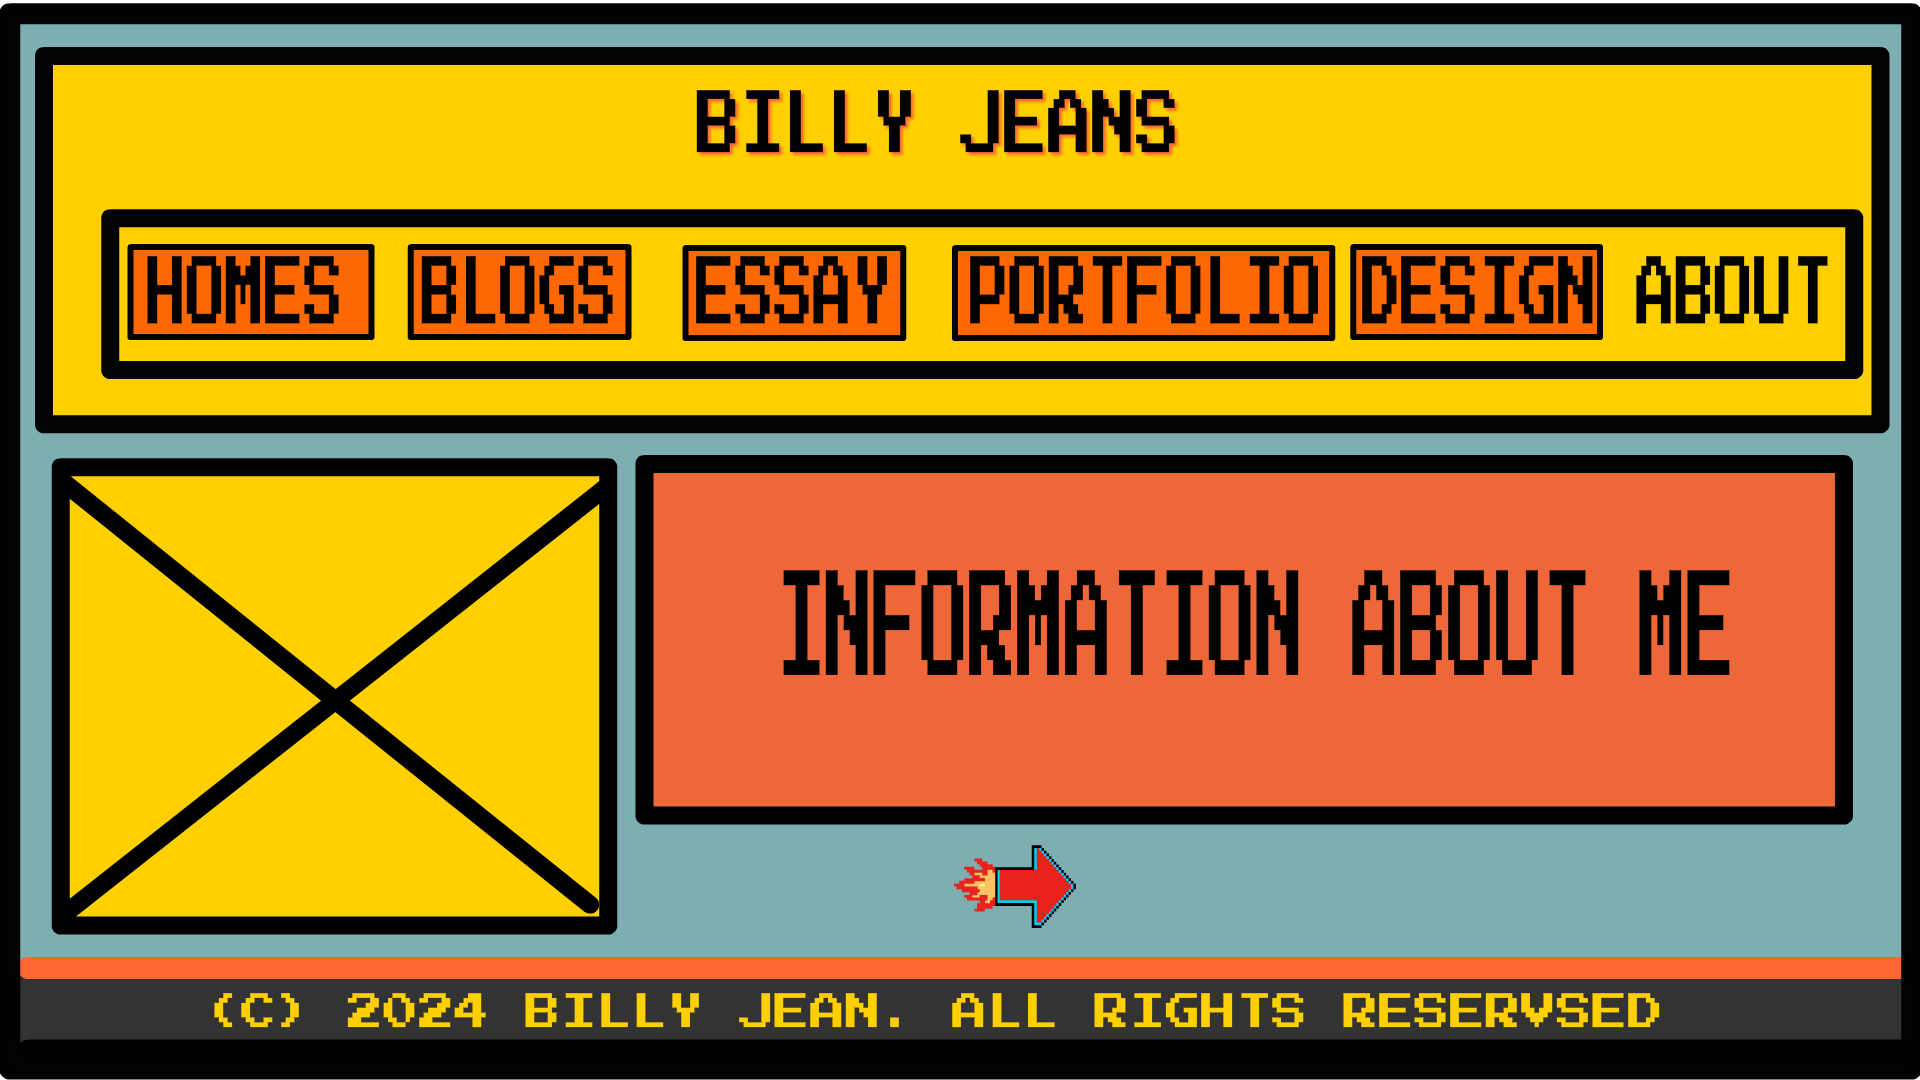 BILLY JEANS
HOMES BLOGS ESSAY PORTFOLIO DESIGN ABOUT
INFORMATION ABOUT ME
(C) 2024 BILLY JEAN. ALL RIGHTS RESERVSED